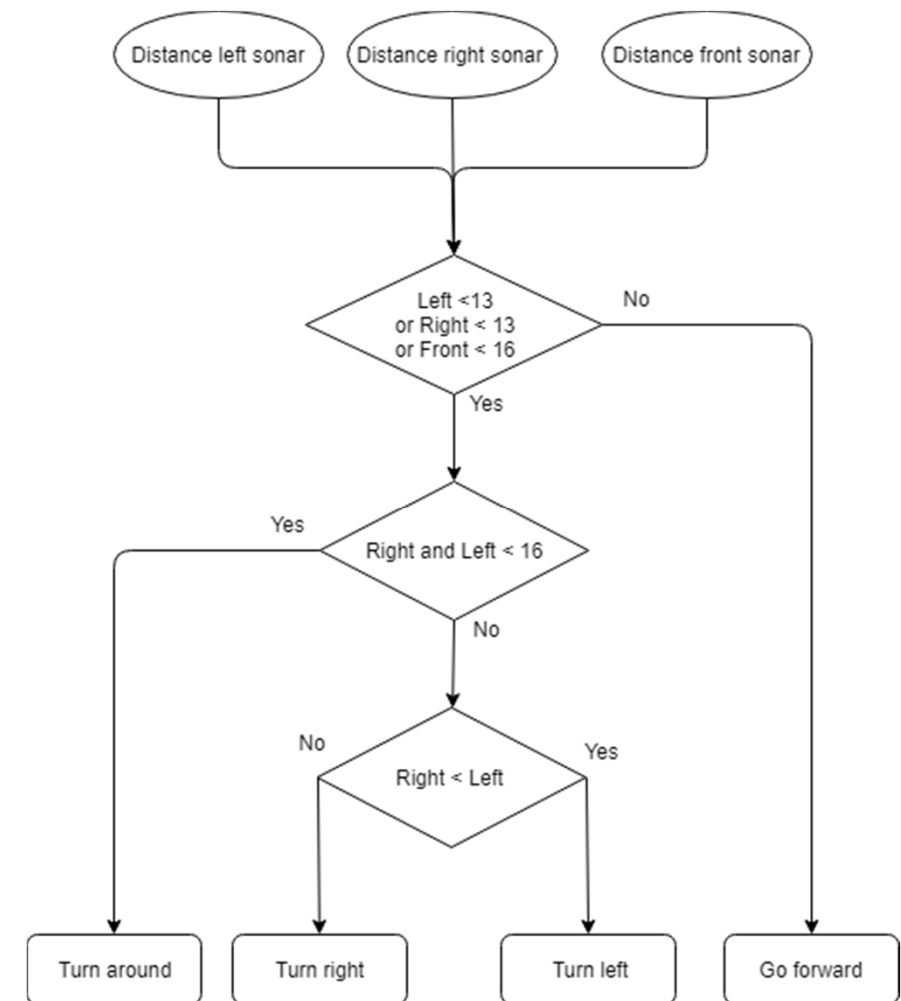 Distance left sonar
Distance right sonar
Distance front sonar
Left <13
or Right < 13
or Front < 16
No
Yes
Yes
Right and Left < 16
No
No
Right < Left
Yes
Turn around
Turn right
Turn left
Go forward